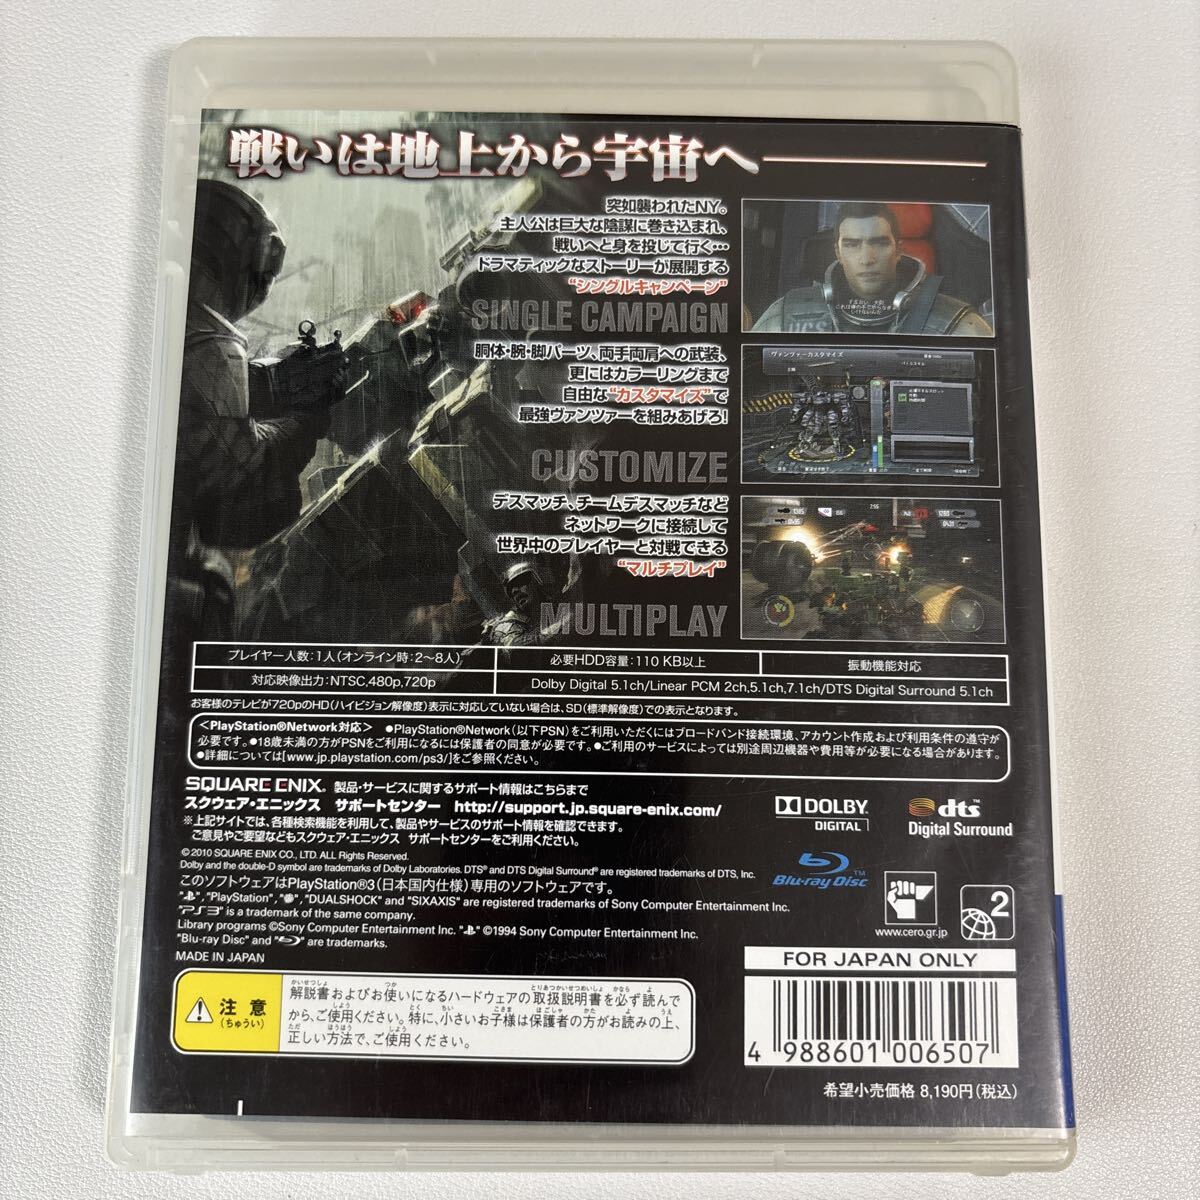 戦いは地上から宇宙へ
突如襲われたNY。
主人公は巨大な陰謀に巻き込まれ、
戦いへと身を投じて行く…
ドラマティックなストーリーが展開する
“シングルキャンペーン”
SINGLE CAMPAIGN
胴体・腕・脚パーツ、両手両肩への武装、
更にはカラーリングまで
自由な“カスタマイズ”で
最強ヴァンツァーを組みあげろ!
CUSTOMIZE
ヴァンツァーカスタマイズ
デスマッチ、チームデスマッチなど
ネットワークに接続して
世界中のプレイヤーと対戦できる
“マルチプレイ”
MULTIPLAY
プレイヤー人数:1人(オンライン時:2〜8人)
必要HDD容量:110 KB以上
振動機能対応
対応映像出力:NTSC,480p,720p
Dolby Digital 5.1ch/Linear PCM 2ch,5.1ch,7.1ch/DTS Digital Surround 5.1ch
お客様のテレビが720pのHD(ハイビジョン解像度)表示に対応していない場合は、SD(標準解像度)での表示となります。
<PlayStation®Network対応> ●PlayStation®Network(以下PSN)をご利用いただくにはブロードバンド接続環境、アカウント作成および利用条件の遵守が
必要です。●18歳未満の方がPSNをご利用になるには保護者の同意が必要です。●ご利用のサービスによっては別途周辺機器や費用等が必要になる場合があります。
●詳細については[www.jp.playstation.com/ps3/]をご参照ください。
SQUARE ENIX. 製品・サービスに関するサポート情報はこちらまで
スクウェア・エニックス サポートセンター http://support.jp.square-enix.com/
※上記サイトでは、各種検索機能を利用して、製品やサービスのサポート情報を確認できます。
ご意見やご要望などもスクウェア・エニックス サポートセンターをご利用ください。
DOLBY
DIGITAL
dts
Digital Surround
© 2010 SQUARE ENIX CO., LTD. ALL Rights Reserved.
Dolby and the double-D symbol are trademarks of Dolby Laboratories. DTS® and DTS Digital Surround® are registered trademarks of DTS, Inc.
このソフトウェアはPlayStation®3(日本国内仕様)専用のソフトウェアです。
"PlayStation", "DUALSHOCK" and "SIXAXIS" are registered trademarks of Sony Computer Entertainment Inc.
"PS3" is a trademark of the same company.
Library programs ©Sony Computer Entertainment Inc. ©1994 Sony Computer Entertainment Inc.
"Blu-ray Disc" and are trademarks.
MADE IN JAPAN
Blu-ray Disc™
www.cero.gr.jp
2
FOR JAPAN ONLY
注意
(ちゅうい)
解説書およびお使いになるハードウェアの取扱説明書を必ず読んで
から、ご使用ください。特に、小さいお子様は保護者の方がお読みの上、
正しい方法で、ご使用ください。
4 988601 006507
希望小売価格 8,190円(税込)